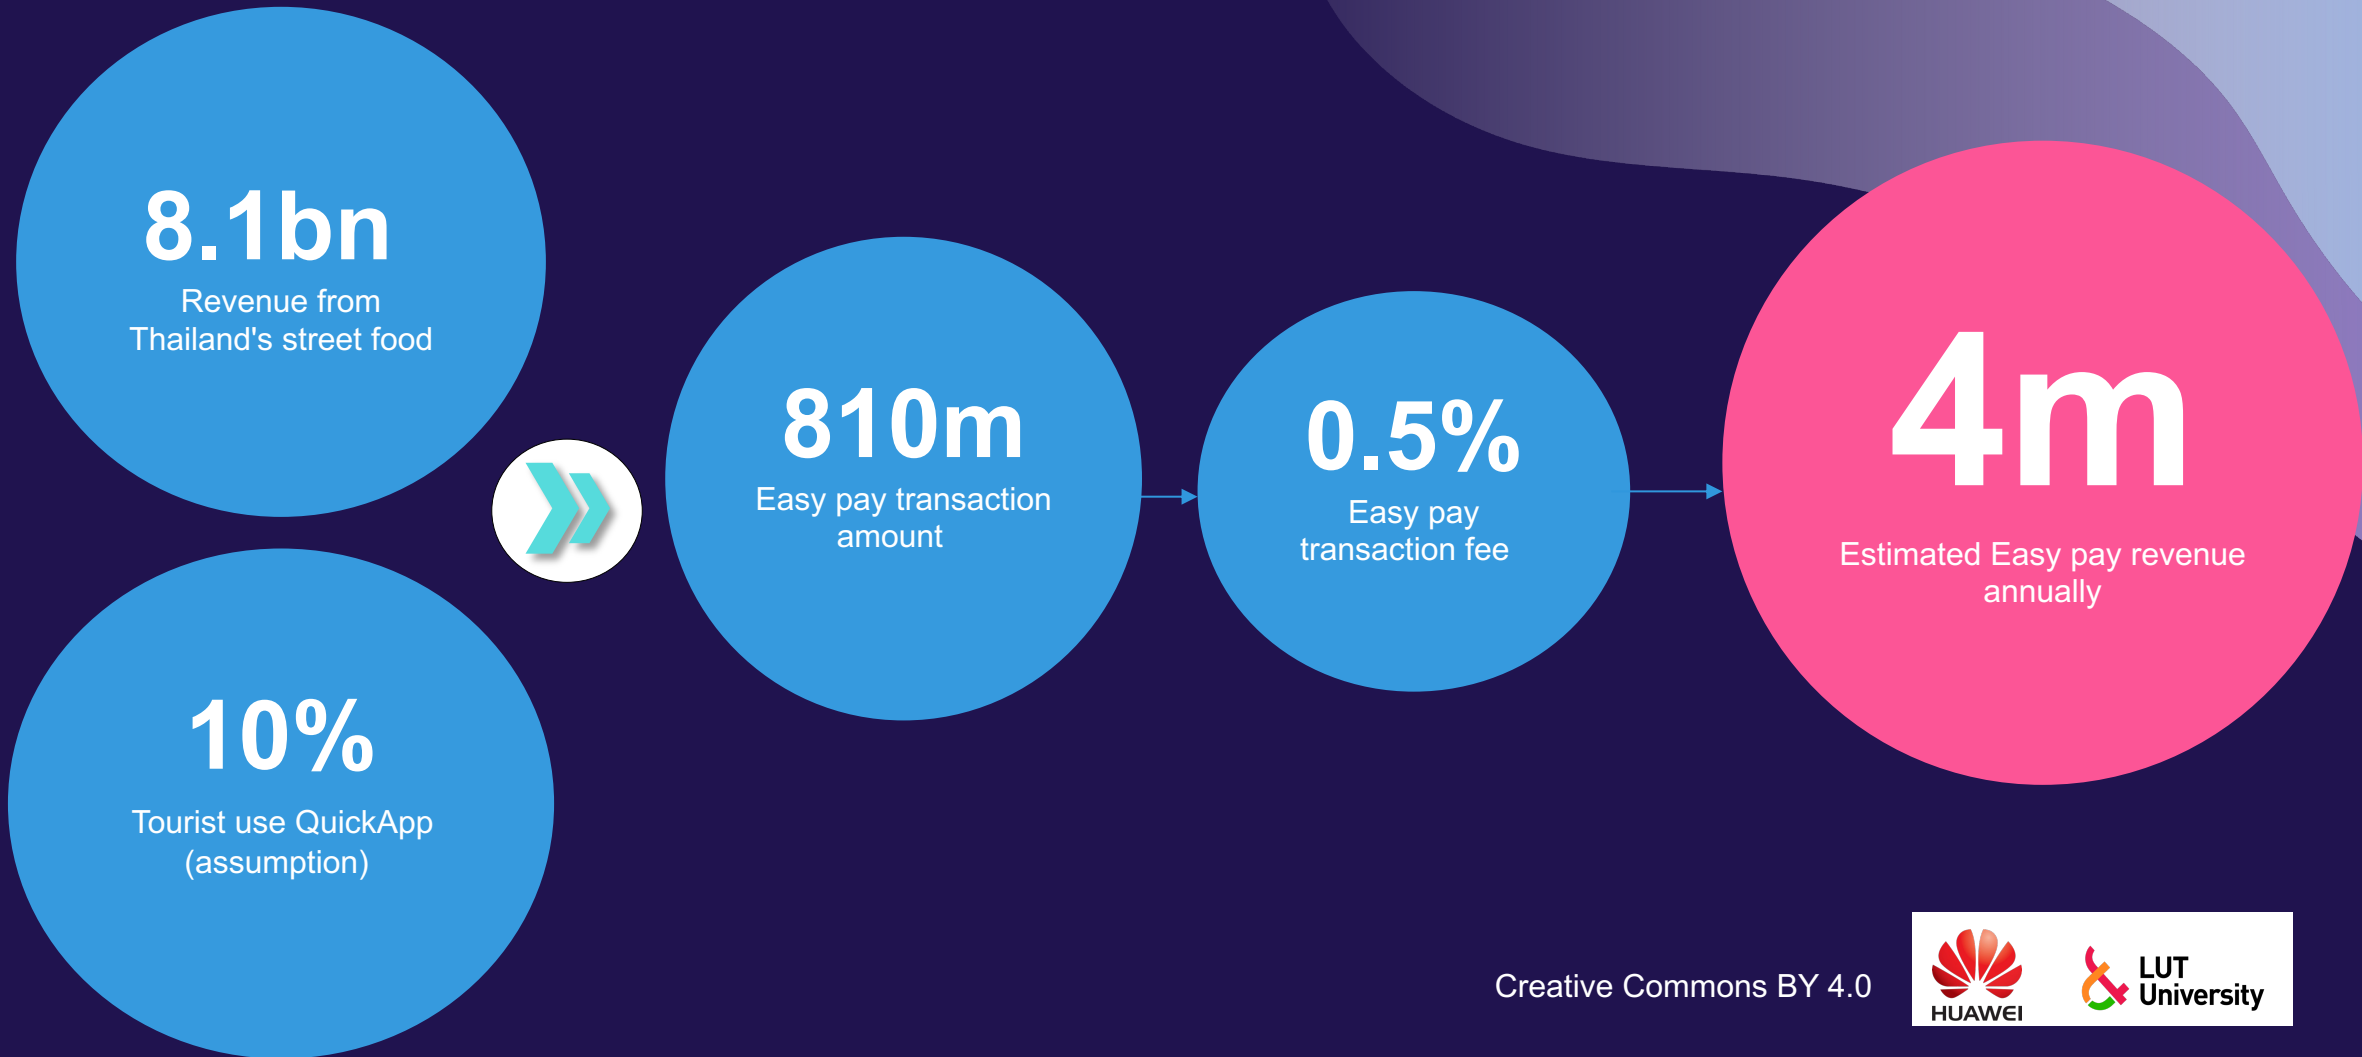 8.1bn
Revenue from
Thailand's street food
10%
Tourist use QuickApp
(assumption)
810m
Easy pay transaction
amount
0.5%
Easy pay
transaction fee
4m
Estimated Easy pay revenue
annually
Creative Commons BY 4.0
HUAWEI
LUT
University